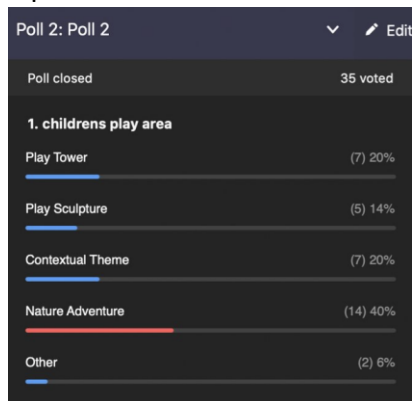 Poll 2: Poll 2 Edit
Poll closed 35 voted
1. childrens play area
Play Tower (7) 20%
Play Sculpture (5) 14%
Contextual Theme (7) 20%
Nature Adventure (14) 40%
Other (2) 6%